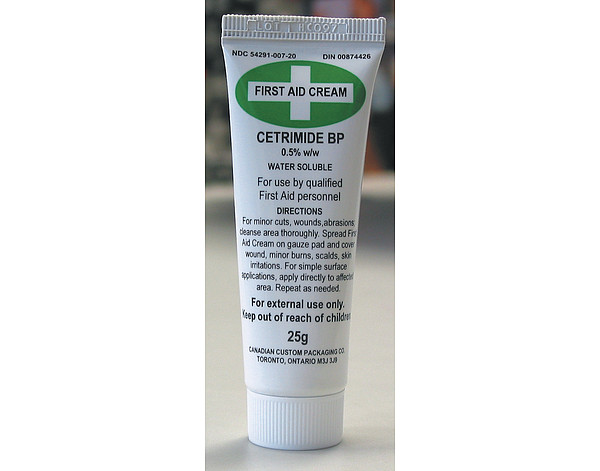 LOT 11C097
NDC 54291-007-20 DIN 00874426
FIRST AID CREAM
CETRIMIDE BP
0.5% w/w
WATER SOLUBLE
For use by qualified
First Aid personnel
DIRECTIONS
For minor cuts, wounds,abrasions;
cleanse area thoroughly. Spread First
Aid Cream on gauze pad and cover
wound, minor burns, scalds, skin
irritations. For simple surface
applications, apply directly to affected
area. Repeat as needed.
For external use only.
Keep out of reach of children
25g
CANADIAN CUSTOM PACKAGING CO.
TORONTO, ONTARIO M3J 3J9